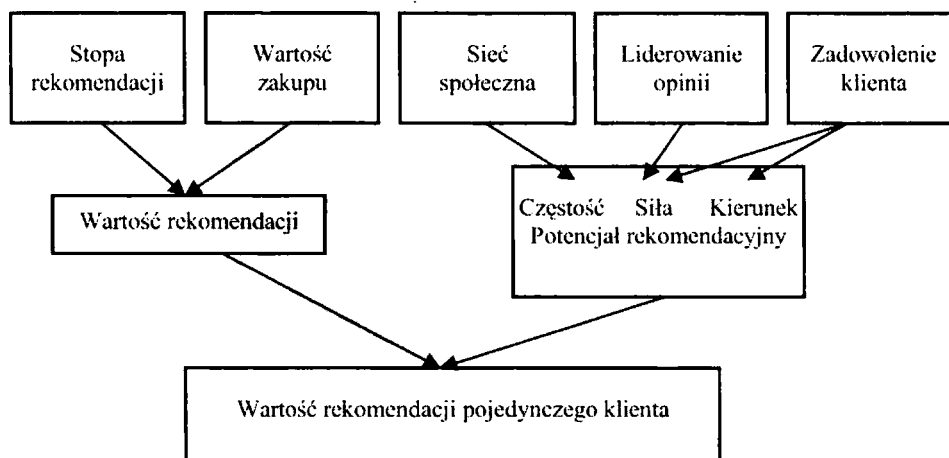 Stopa
rekomendacji
Wartość
zakupu
Sieć
społeczna
Liderowanie
opinii
Zadowolenie
klienta
Wartość rekomendacji
Częstość Siła Kierunek
Potencjał rekomendacyjny
Wartość rekomendacji pojedynczego klienta